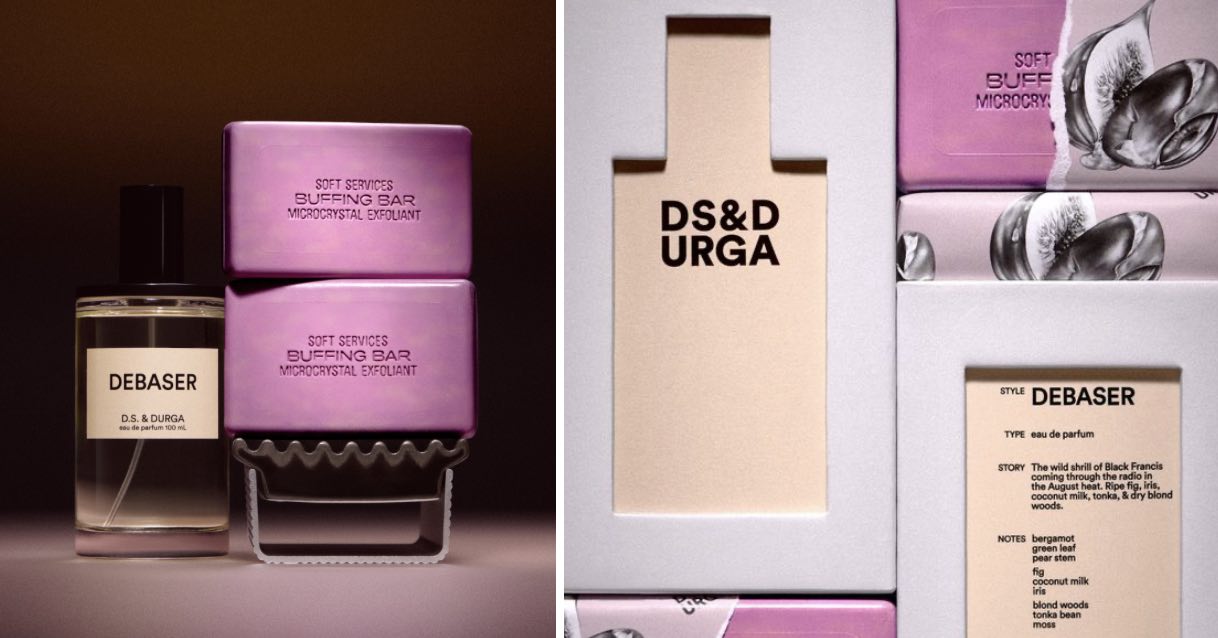 SOFT SERVICES
BUFFING BAR
MICROCRYSTAL EXFOLIANT
SOFT SERVICES
BUFFING BAR
MICROCRYSTAL EXFOLIANT
DEBASER
D.S. & DURGA
eau de parfum 100 mL
DS&D
URGA
SOFT
BUFF
MICROCRY
STYLE DEBASER
TYPE eau de parfum
STORY The wild shrill of Black Francis
coming through the radio in
the August heat. Ripe fig, iris,
coconut milk, tonka, & dry blond
woods.
NOTES bergamot
green leaf
pear stem
fig
coconut milk
iris
blond woods
tonka bean
moss